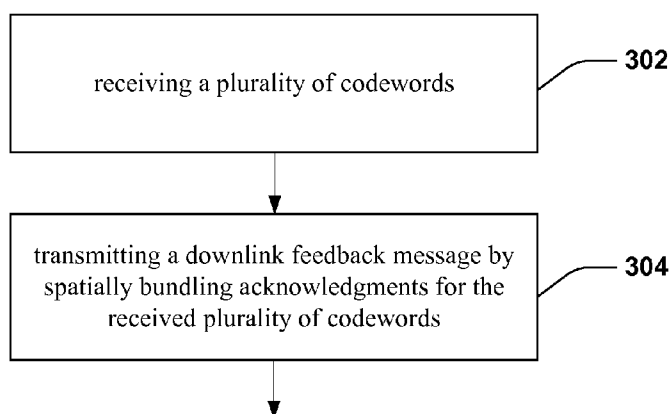 receiving a plurality of codewords
302
transmitting a downlink feedback message by
spatially bundling acknowledgments for the
received plurality of codewords
304